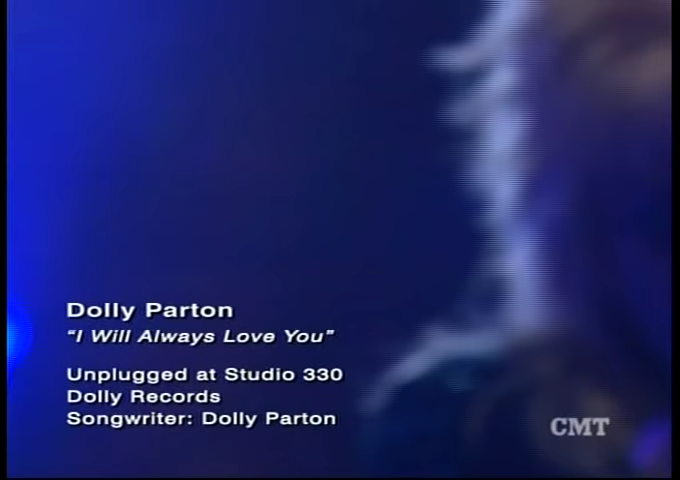 Dolly Parton
"I Will Always Love You"
Unplugged at Studio 330
Dolly Records
Songwriter: Dolly Parton
CMT